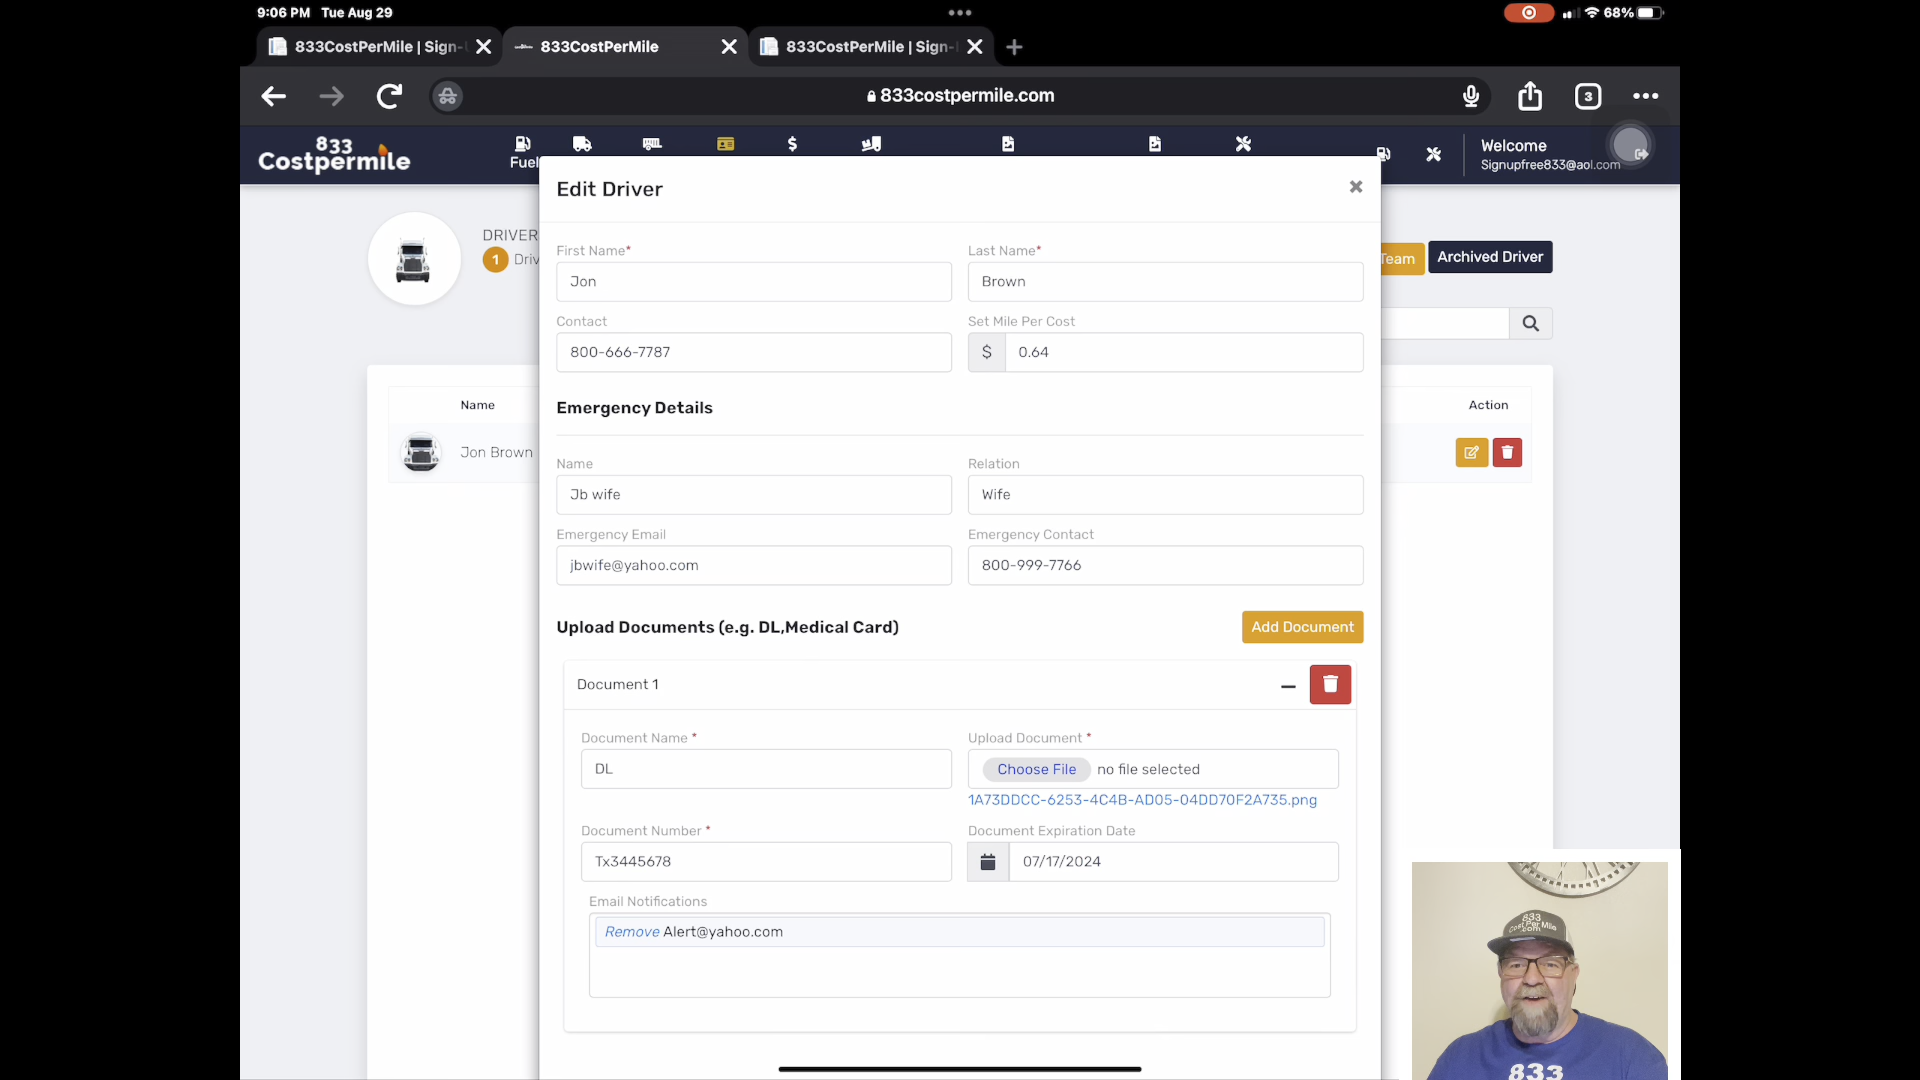 9:06 PM Tue Aug 29
68%
833CostPerMile | Sign-
833CostPerMile
833CostPerMile | Sign-
833costpermile.com
3
833
Costpermile
Fuel
$
Welcome
Signupfree833@aol.com
DRIVER
1 Driv
Team
Archived Driver
Name
Action
Jon Brown
Edit Driver
First Name*
Last Name*
Jon
Brown
Contact
Set Mile Per Cost
800-666-7787
$ 0.64
Emergency Details
Name
Relation
Jb wife
Wife
Emergency Email
Emergency Contact
jbwife@yahoo.com
800-999-7766
Upload Documents (e.g. DL,Medical Card)
Add Document
Document 1
Document Name *
Upload Document *
DL
Choose File no file selected
1A73DDCC-6253-4C4B-AD05-04DD70F2A735.png
Document Number *
Document Expiration Date
Tx3445678
07/17/2024
Email Notifications
Remove Alert@yahoo.com
833
Cost Per Mile
.com
833